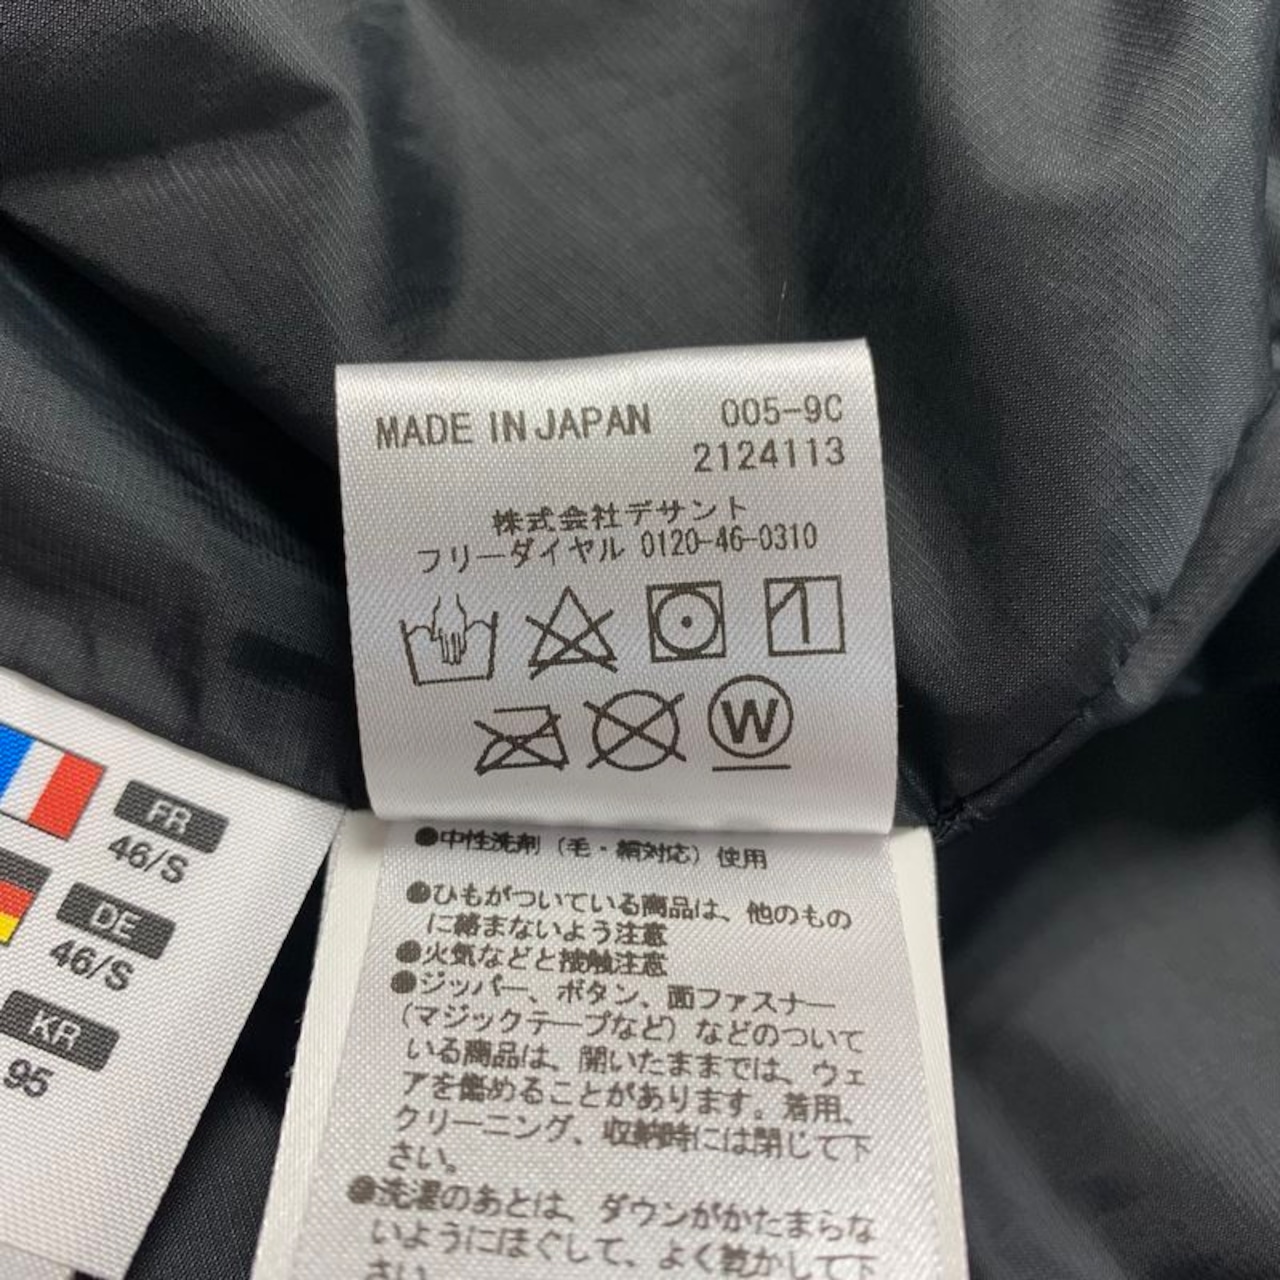 MADE IN JAPAN 005-9C
2124113
株式会社デサント
フリーダイヤル 0120-46-0310
W
FR
46/S
DE
46/S
KR
95
●中性洗剤（毛・絹対応）使用
●ひもがついている商品は、他のもの
に絡まないよう注意
●火気などと接触注意
●ジッパー、ボタン、面ファスナー
（マジックテープなど）などのついて
いる商品は、開いたままでは、ウェ
アを傷めることがあります。着用、
クリーニング、収納時には閉じて下
さい。
●洗濯のあとは、ダウンがかたまらな
いようにほぐして、よく乾かして下
さい